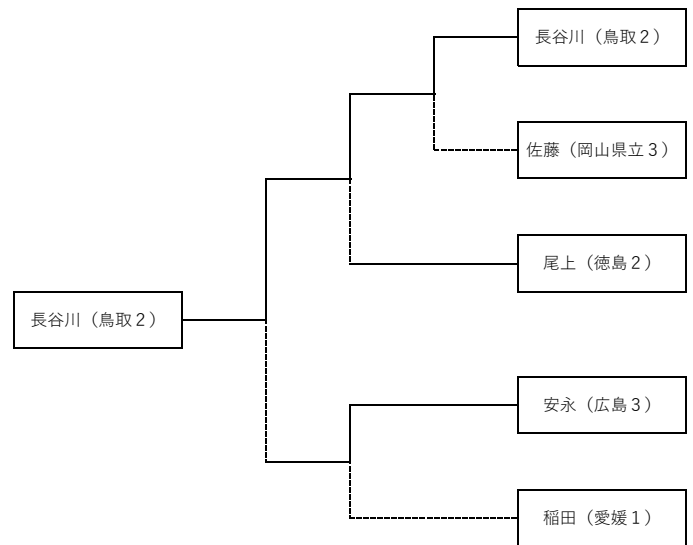 長谷川（鳥取２）
佐藤（岡山県立３）
尾上（徳島２）
長谷川（鳥取２）
安永（広島３）
稲田（愛媛１）